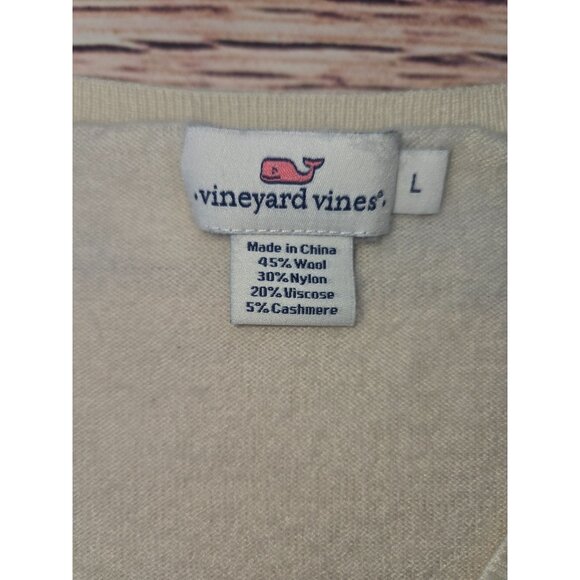 vineyard vines®
L
Made in China
45% Wool
30% Nylon
20% Viscose
5% Cashmere